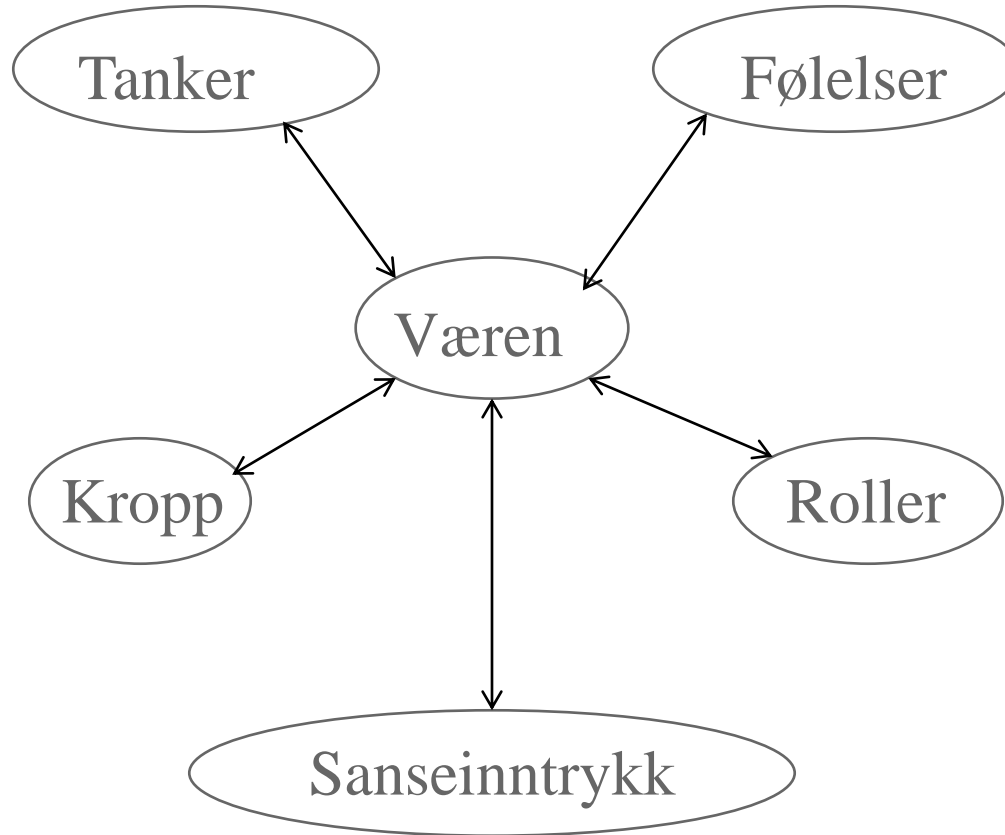 Tanker
Følelser
Væren
Kropp
Roller
Sanseinntrykk